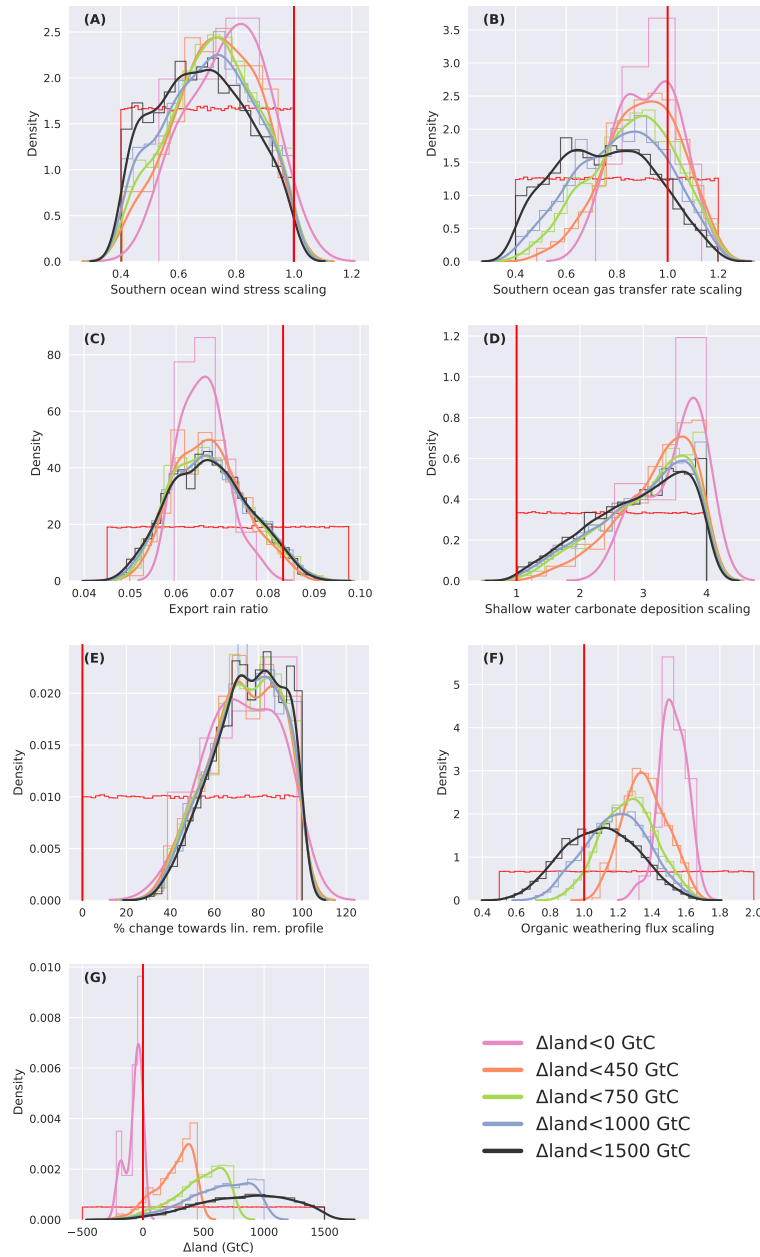 (A)
Density
2.5
2.0
1.5
1.0
0.5
0.0
0.4 0.6 0.8 1.0 1.2
Southern ocean wind stress scaling
(B)
Density
3.5
3.0
2.5
2.0
1.5
1.0
0.5
0.0
0.4 0.6 0.8 1.0 1.2
Southern ocean gas transfer rate scaling
(C)
Density
80
60
40
20
0
0.04 0.05 0.06 0.07 0.08 0.09 0.10
Export rain ratio
(D)
Density
1.2
1.0
0.8
0.6
0.4
0.2
0.0
1 2 3 4
Shallow water carbonate deposition scaling
(E)
Density
0.020
0.015
0.010
0.005
0.000
0 20 40 60 80 100 120
% change towards lin. rem. profile
(F)
Density
5
4
3
2
1
0
0.4 0.6 0.8 1.0 1.2 1.4 1.6 1.8 2.0
Organic weathering flux scaling
(G)
Density
0.010
0.008
0.006
0.004
0.002
0.000
−500 0 500 1000 1500
Δland (GtC)
Δland<0 GtC
Δland<450 GtC
Δland<750 GtC
Δland<1000 GtC
Δland<1500 GtC